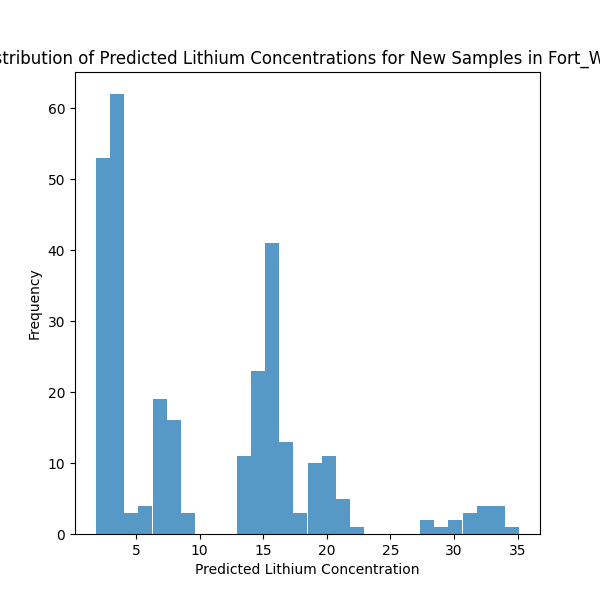 stribution of Predicted Lithium Concentrations for New Samples in Fort_W
60
50
40
30
20
10
0
Frequency
5 10 15 20 25 30 35
Predicted Lithium Concentration